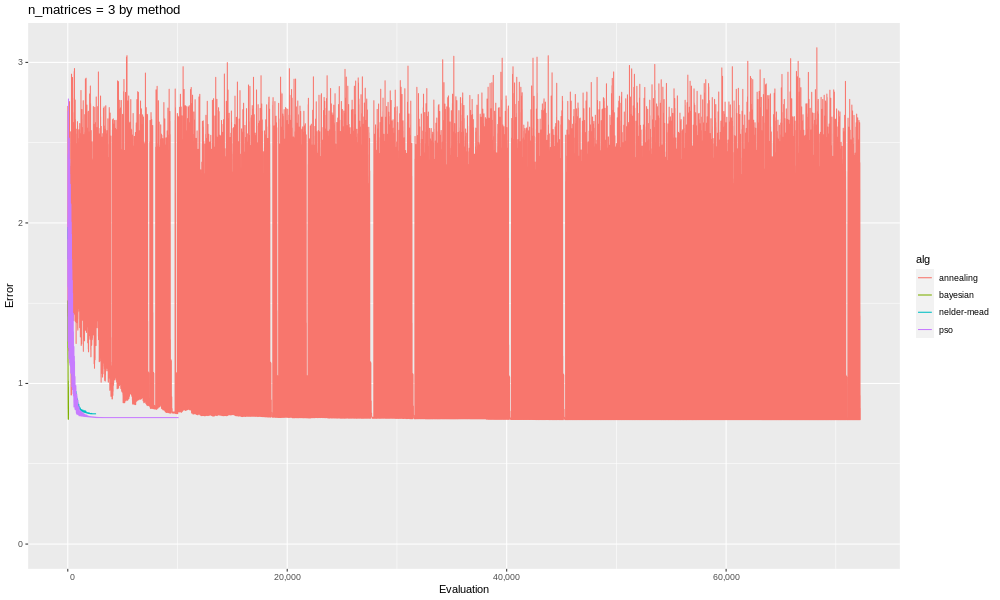 n_matrices = 3 by method
3
2
1
0
Error
0
20,000
40,000
60,000
Evaluation
alg
annealing
bayesian
nelder-mead
pso